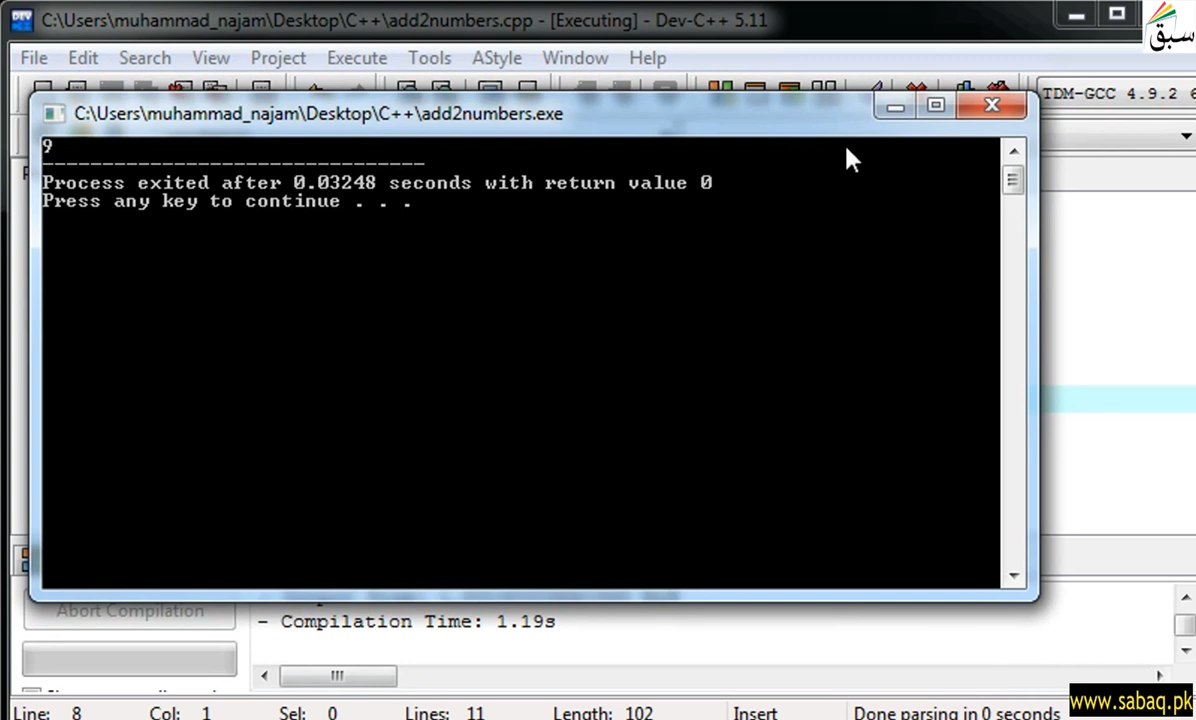 C:\Users\muhammad_najam\Desktop\C++\add2numbers.cpp - [Executing] - Dev-C++ 5.11
سبق
File Edit Search View Project Execute Tools AStyle Window Help
TDM-GCC 4.9.2 6
C:\Users\muhammad_najam\Desktop\C++\add2numbers.exe
9
--------------------------------
Process exited after 0.03248 seconds with return value 0
Press any key to continue . . .
Abort Compilation
- Compilation Time: 1.19s
www.sabaq.pk
Line: 8 Col: 1 Sel: 0 Lines: 11 Length: 102 Insert Done parsing in 0 seconds